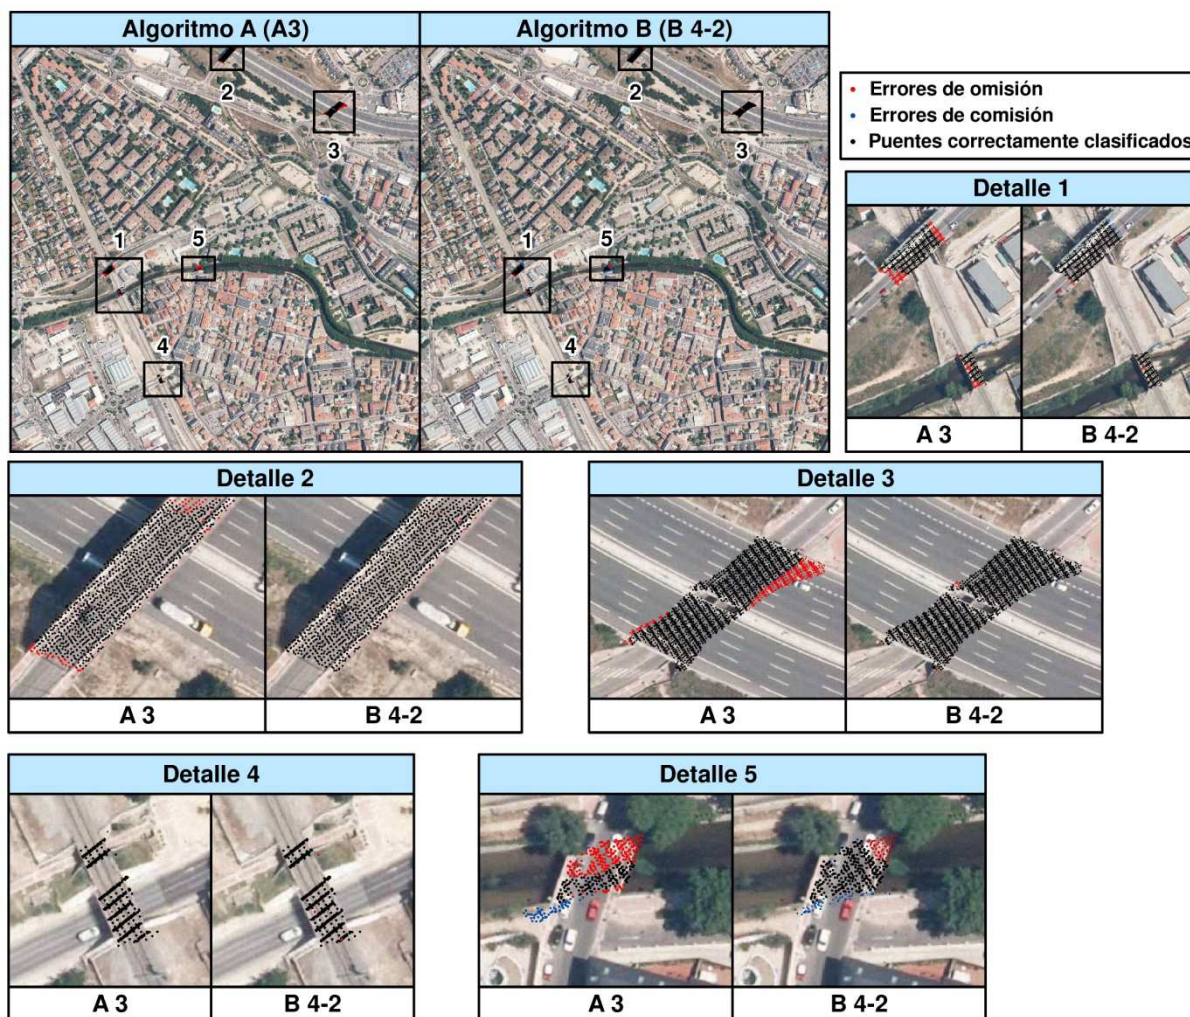 Algoritmo A (A3)
Algoritmo B (B 4-2)
2
3
1
5
4
2
3
1
5
4
Errores de omisión
Errores de comisión
Puentes correctamente clasificados
Detalle 1
A 3
B 4-2
Detalle 2
A 3
B 4-2
Detalle 3
A 3
B 4-2
Detalle 4
A 3
B 4-2
Detalle 5
A 3
B 4-2